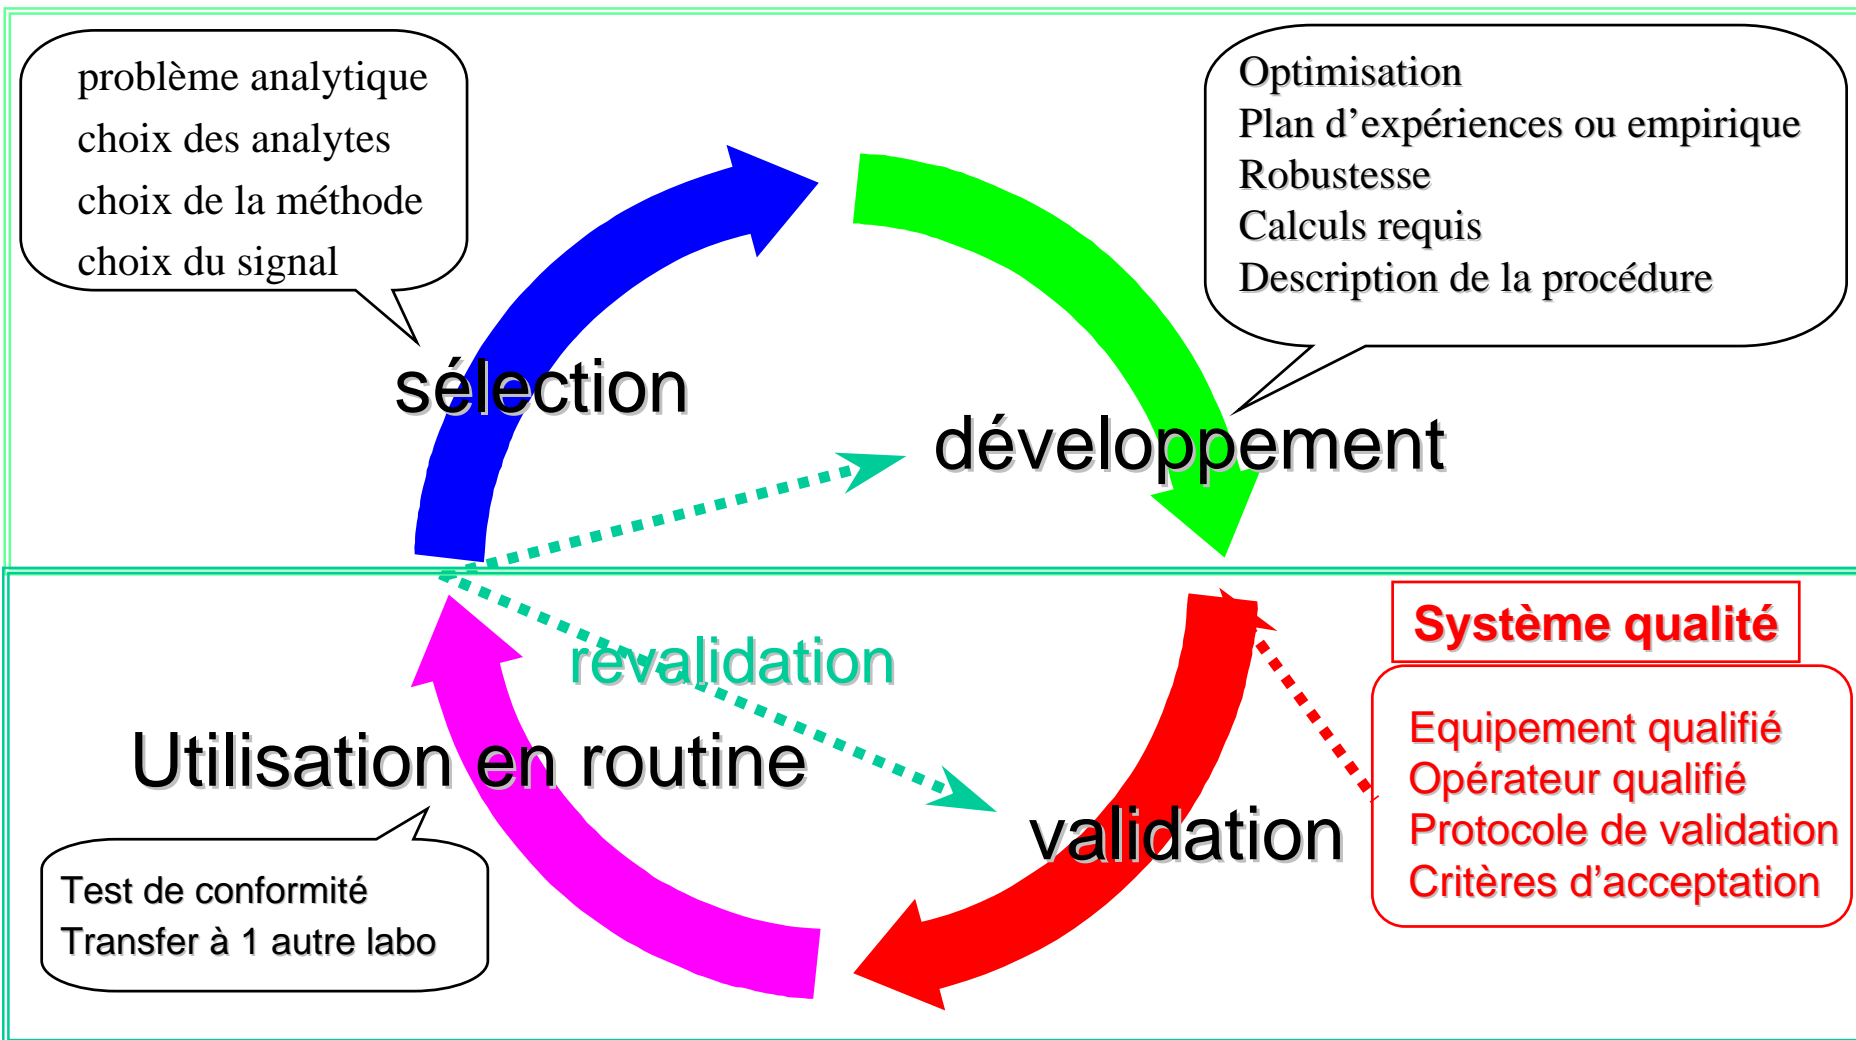 problème analytique
choix des analytes
choix de la méthode
choix du signal
Optimisation
Plan d’expériences ou empirique
Robustesse
Calculs requis
Description de la procédure
sélection
développement
Système qualité
revalidation
Equipement qualifié
Opérateur qualifié
Protocole de validation
Critères d’acceptation
Utilisation en routine
validation
Test de conformité
Transfer à 1 autre labo